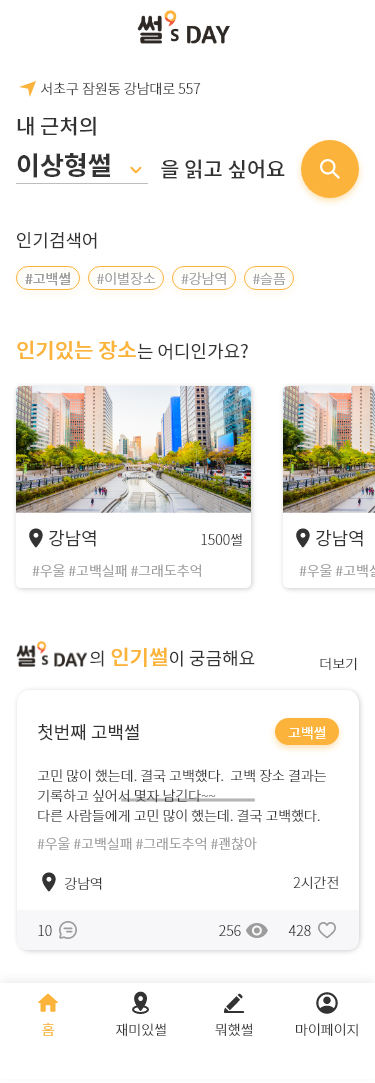 썰's DAY
서초구 잠원동 강남대로 557
내 근처의
이상형썰 을 읽고 싶어요
인기검색어
#고백썰 #이별장소 #강남역 #슬픔
인기있는 장소는 어디인가요?
강남역 1500썰 강남역
#우울 #고백실패 #그래도추억 #우울 #고백실
썰's DAY의 인기썰이 궁금해요 더보기
첫번째 고백썰 고백썰
고민 많이 했는데. 결국 고백했다. 고백 장소 결과는
기록하고 싶어서 몇자 남긴다~~
다른 사람들에게 고민 많이 했는데. 결국 고백했다.
#우울 #고백실패 #그래도추억 #괜찮아
강남역 2시간전
10 256 428
홈 재미있썰 뭐했썰 마이페이지